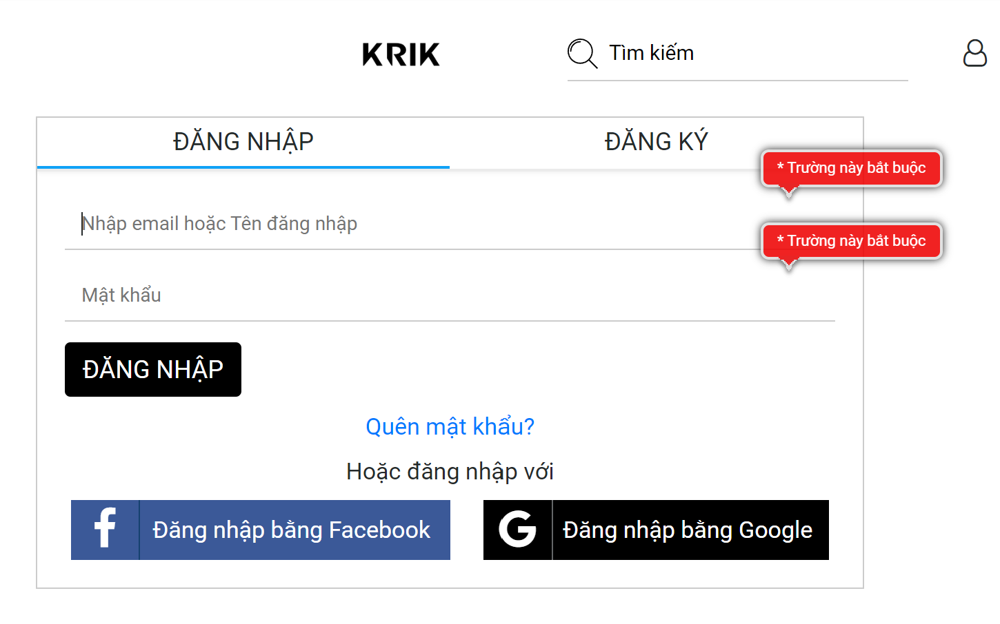 KRIK
Tìm kiếm
ĐĂNG NHẬP
ĐĂNG KÝ
* Trường này bắt buộc
Nhập email hoặc Tên đăng nhập
* Trường này bắt buộc
Mật khẩu
ĐĂNG NHẬP
Quên mật khẩu?
Hoặc đăng nhập với
f Đăng nhập bằng Facebook
G Đăng nhập bằng Google